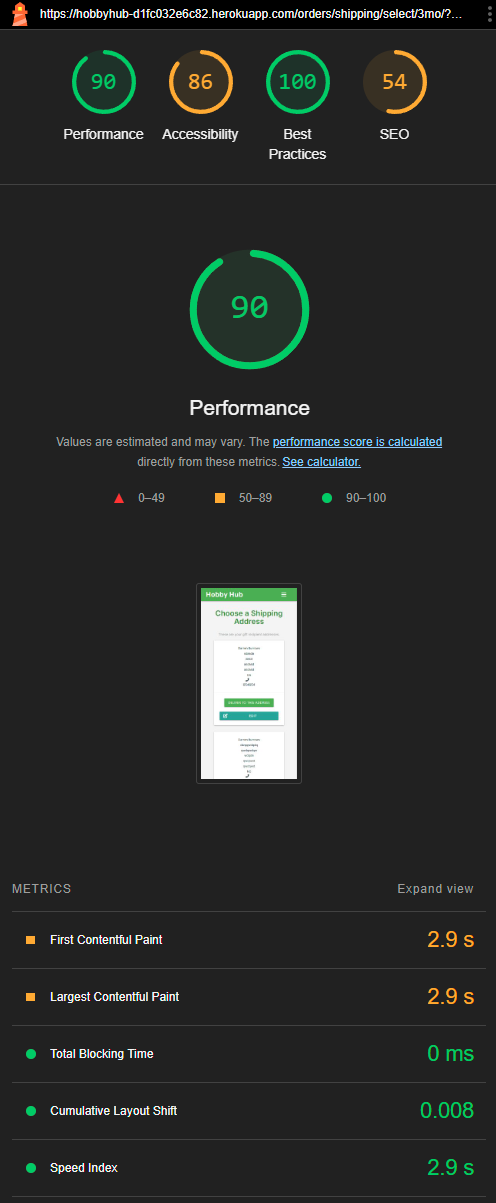 https://hobbyhub-d1fc032e6c82.herokuapp.com/orders/shipping/select/3mo/?...
90
86
100
54
Performance
Accessibility
Best
Practices
SEO
90
Performance
Values are estimated and may vary. The performance score is calculated
directly from these metrics. See calculator.
0–49
50–89
90–100
Hobby Hub
Choose a Shipping
Address
METRICS
Expand view
First Contentful Paint
2.9 s
Largest Contentful Paint
2.9 s
Total Blocking Time
0 ms
Cumulative Layout Shift
0.008
Speed Index
2.9 s